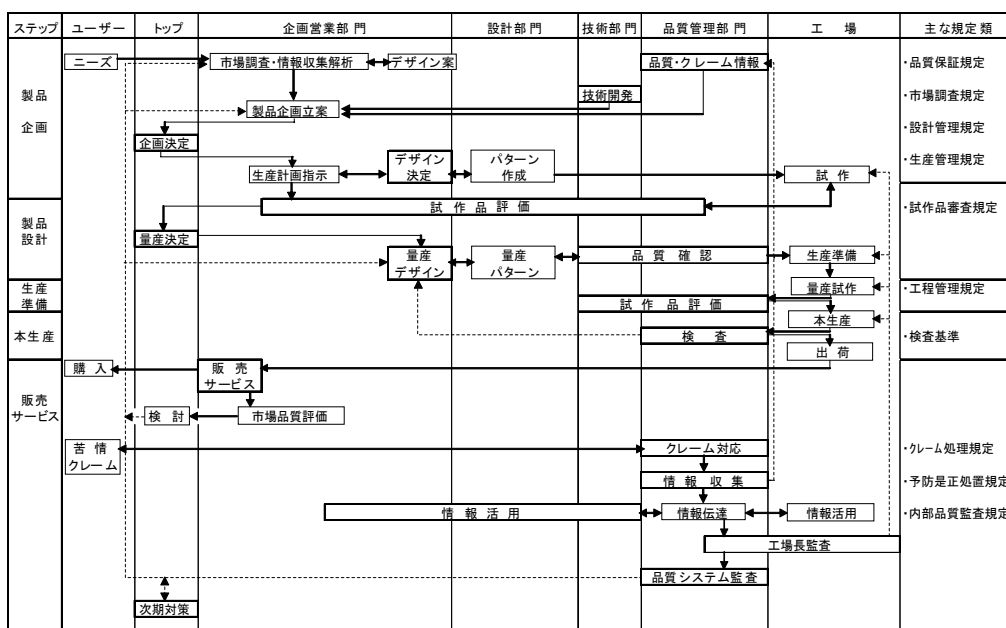 ステップ ユーザー トップ 企画営業部門 設計部門 技術部門 品質管理部門 工場 主な規定類
ニーズ 市場調査・情報収集解析 デザイン案 品質・クレーム情報 ・品質保証規定
製品
企画
製品企画立案 技術開発 ・市場調査規定
企画決定 ・設計管理規定
生産計画指示 デザイン決定 パターン作成 試作 ・生産管理規定
試作品評価 ・試作品審査規定
製品
設計
量産決定
量産デザイン 量産パターン 品質確認 生産準備
生産
準備
量産試作 ・工程管理規定
試作品評価
本生産 本生産
検査 ・検査基準
出荷
購入 販売サービス
販売
サービス
検討 市場品質評価
苦情
クレーム
クレーム対応 ・クレーム処理規定
情報収集 ・予防是正処置規定
情報活用 情報伝達 情報活用 ・内部品質監査規定
工場長監査
品質システム監査
次期対策